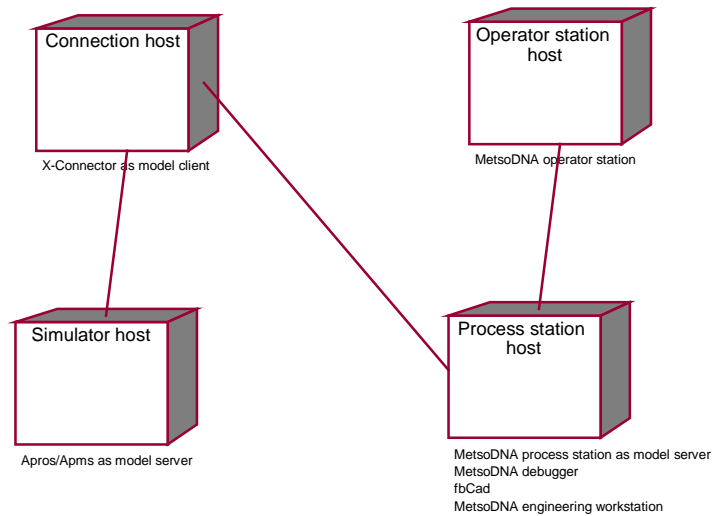 Connection host
X-Connector as model client
Operator station
host
MetsoDNA operator station
Simulator host
Apros/Apms as model server
Process station
host
MetsoDNA process station as model server
MetsoDNA debugger
fbCad
MetsoDNA engineering workstation